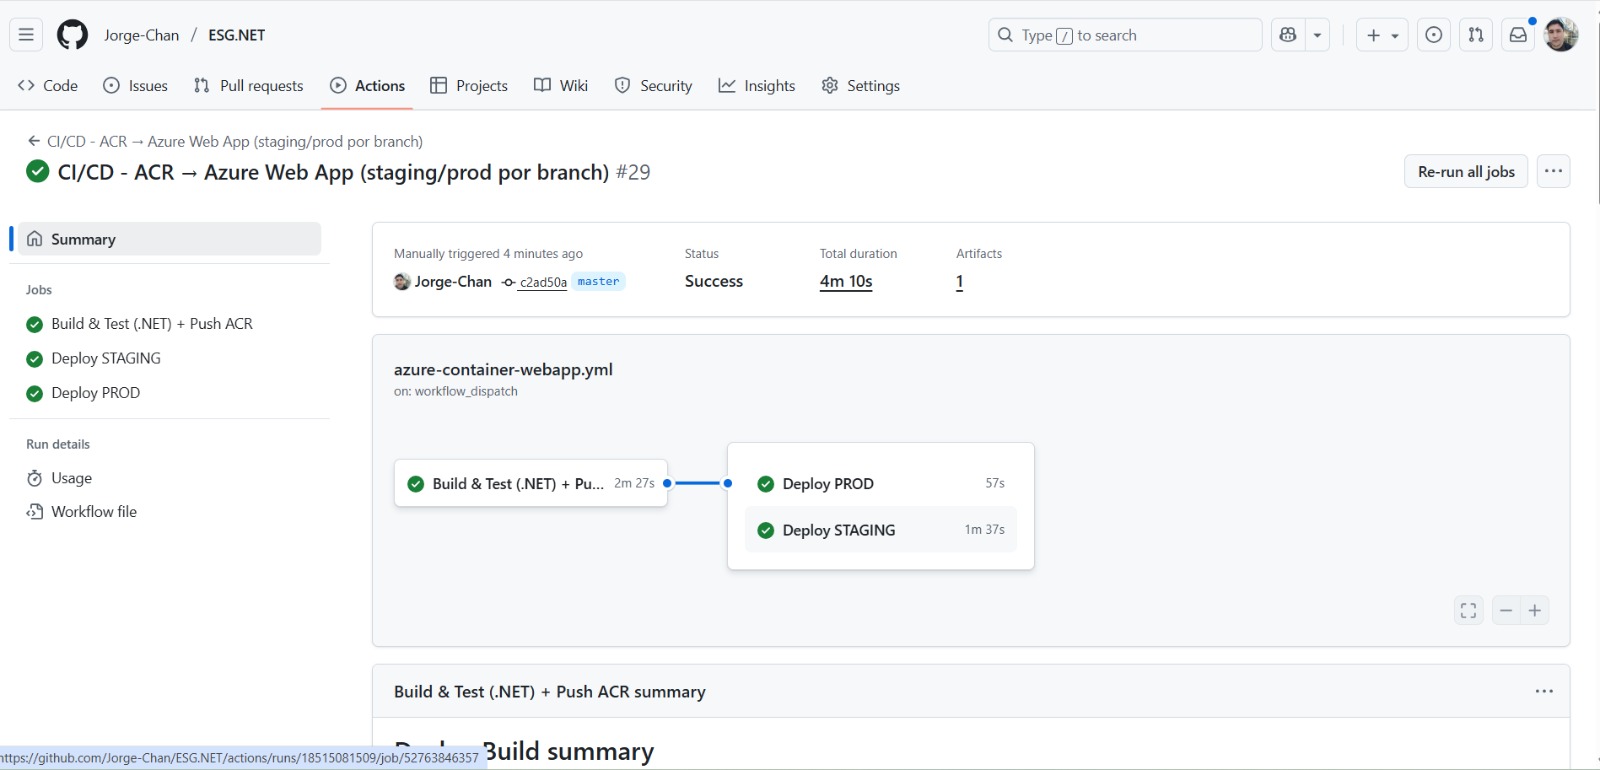 Jorge-Chan / ESG.NET
Type / to search
Code
Issues
Pull requests
Actions
Projects
Wiki
Security
Insights
Settings
← CI/CD - ACR → Azure Web App (staging/prod por branch)
CI/CD - ACR → Azure Web App (staging/prod por branch) #29
Re-run all jobs
Summary
Jobs
Build & Test (.NET) + Push ACR
Deploy STAGING
Deploy PROD
Run details
Usage
Workflow file
Manually triggered 4 minutes ago
Jorge-Chan c2ad50a master
Status
Success
Total duration
4m 10s
Artifacts
1
azure-container-webapp.yml
on: workflow_dispatch
Build & Test (.NET) + Pu... 2m 27s
Deploy PROD 57s
Deploy STAGING 1m 37s
Build & Test (.NET) + Push ACR summary
Build summary
https://github.com/Jorge-Chan/ESG.NET/actions/runs/18515081509/job/52763846357